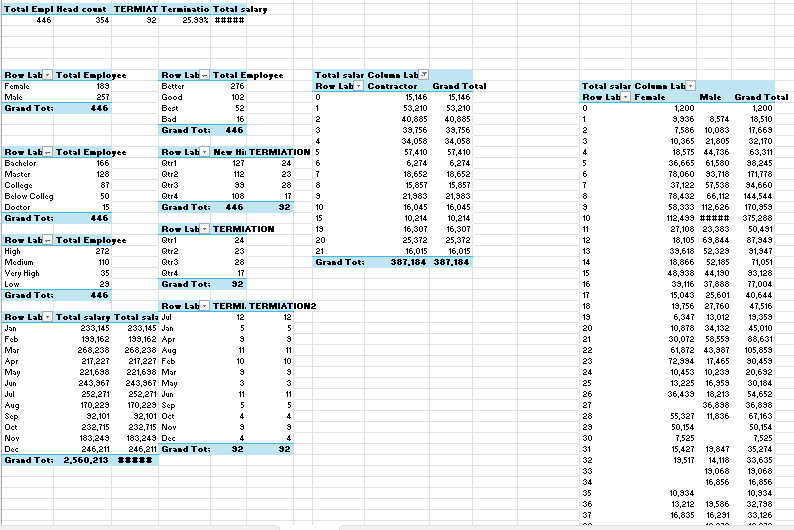 Total Empl Head count TERMIAT Terminatio Total salary
446 354 92 25.99% #####
Row Lab Total Employee
Female 189
Male 257
Grand Tot: 446
Row Lab Total Employee
Bachelor 166
Master 128
College 87
Below Colleg 50
Doctor 15
Grand Tot: 446
Row Lab Total Employee
High 272
Medium 110
Very High 35
Low 29
Grand Tot: 446
Row Lab Total salary Total sala
Jan 233,145 233,145
Feb 199,162 199,162
Mar 268,238 268,238
Apr 217,227 217,227
May 221,698 221,698
Jun 243,967 243,967
Jul 252,271 252,271
Aug 170,229 170,229
Sep 92,101 92,101
Oct 232,715 232,715
Nov 183,249 183,249
Dec 246,211 246,211
Grand Tot: 2,560,213 #####
Row Lab Total Employee
Better 276
Good 102
Best 52
Bad 16
Grand Tot: 446
Row Lab New Hi TERMIATION
Qtr1 127 24
Qtr2 112 23
Qtr3 99 28
Qtr4 108 17
Grand Tot: 446 92
Row Lab TERMIATION
Qtr1 24
Qtr2 23
Qtr3 28
Qtr4 17
Grand Tot: 92
Row Lab TERMI. TERMIATION2
Jul 12 12
Jan 5 5
Apr 9 9
Aug 11 11
Feb 10 10
Mar 9 9
May 3 3
Jun 11 11
Sep 5 5
Oct 4 4
Nov 9 9
Dec 4 4
Grand Tot: 92 92
Total salar Column Lab
Row Lab Contractor Grand Total
0 15,146 15,146
1 53,210 53,210
2 40,885 40,885
3 39,756 39,756
4 34,058 34,058
5 57,410 57,410
6 6,274 6,274
7 18,652 18,652
8 15,857 15,857
9 21,983 21,983
10 16,045 16,045
15 10,214 10,214
19 16,307 16,307
20 25,372 25,372
21 16,015 16,015
Grand Tot: 387,184 387,184
Total salar Column Lab
Row Lab Female Male Grand Total
0 1,200 1,200
1 9,936 8,574 18,510
2 7,586 10,083 17,669
3 10,365 21,805 32,170
4 18,575 44,736 63,311
5 36,665 61,580 98,245
6 78,060 93,718 171,778
7 37,122 57,538 94,660
8 78,432 66,112 144,544
9 58,333 112,626 170,959
10 112,499 ##### 375,288
11 27,108 23,383 50,491
12 18,105 69,844 87,949
13 39,618 52,329 91,947
14 18,866 52,185 71,051
15 48,938 44,190 93,128
16 39,116 37,888 77,004
17 15,043 25,601 40,644
18 19,756 27,760 47,516
19 6,347 13,012 19,359
20 10,878 34,132 45,010
21 30,072 58,559 88,631
22 61,872 43,987 105,859
23 72,994 17,465 90,459
24 10,453 10,239 20,692
25 13,225 16,959 30,184
26 36,439 18,213 54,652
27 36,898 36,898
28 55,327 11,836 67,163
29 50,154 50,154
30 7,525 7,525
31 15,427 19,847 35,274
32 19,517 14,118 33,635
33 19,068 19,068
34 16,856 16,856
35 10,934 10,934
36 13,212 19,586 32,798
37 16,835 16,291 33,126